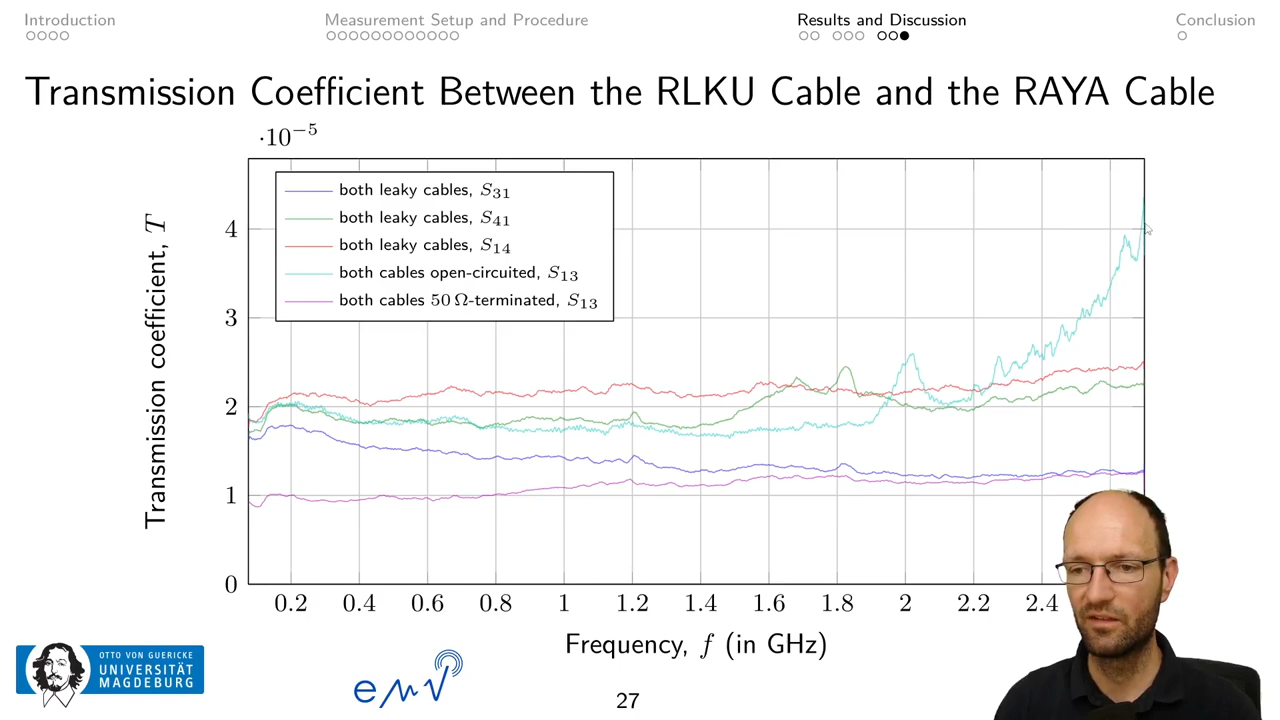 Introduction
Measurement Setup and Procedure
Results and Discussion
Conclusion
Transmission Coefficient Between the RLKU Cable and the RAYA Cable
·10⁻⁵
both leaky cables, S₃₁
both leaky cables, S₄₁
both leaky cables, S₁₄
both cables open-circuited, S₁₃
both cables 50 Ω-terminated, S₁₃
Transmission coefficient, T
4
3
2
1
0
0.2 0.4 0.6 0.8 1 1.2 1.4 1.6 1.8 2 2.2 2.4
Frequency, f (in GHz)
OTTO VON GUERICKE
UNIVERSITÄT
MAGDEBURG
emv
27